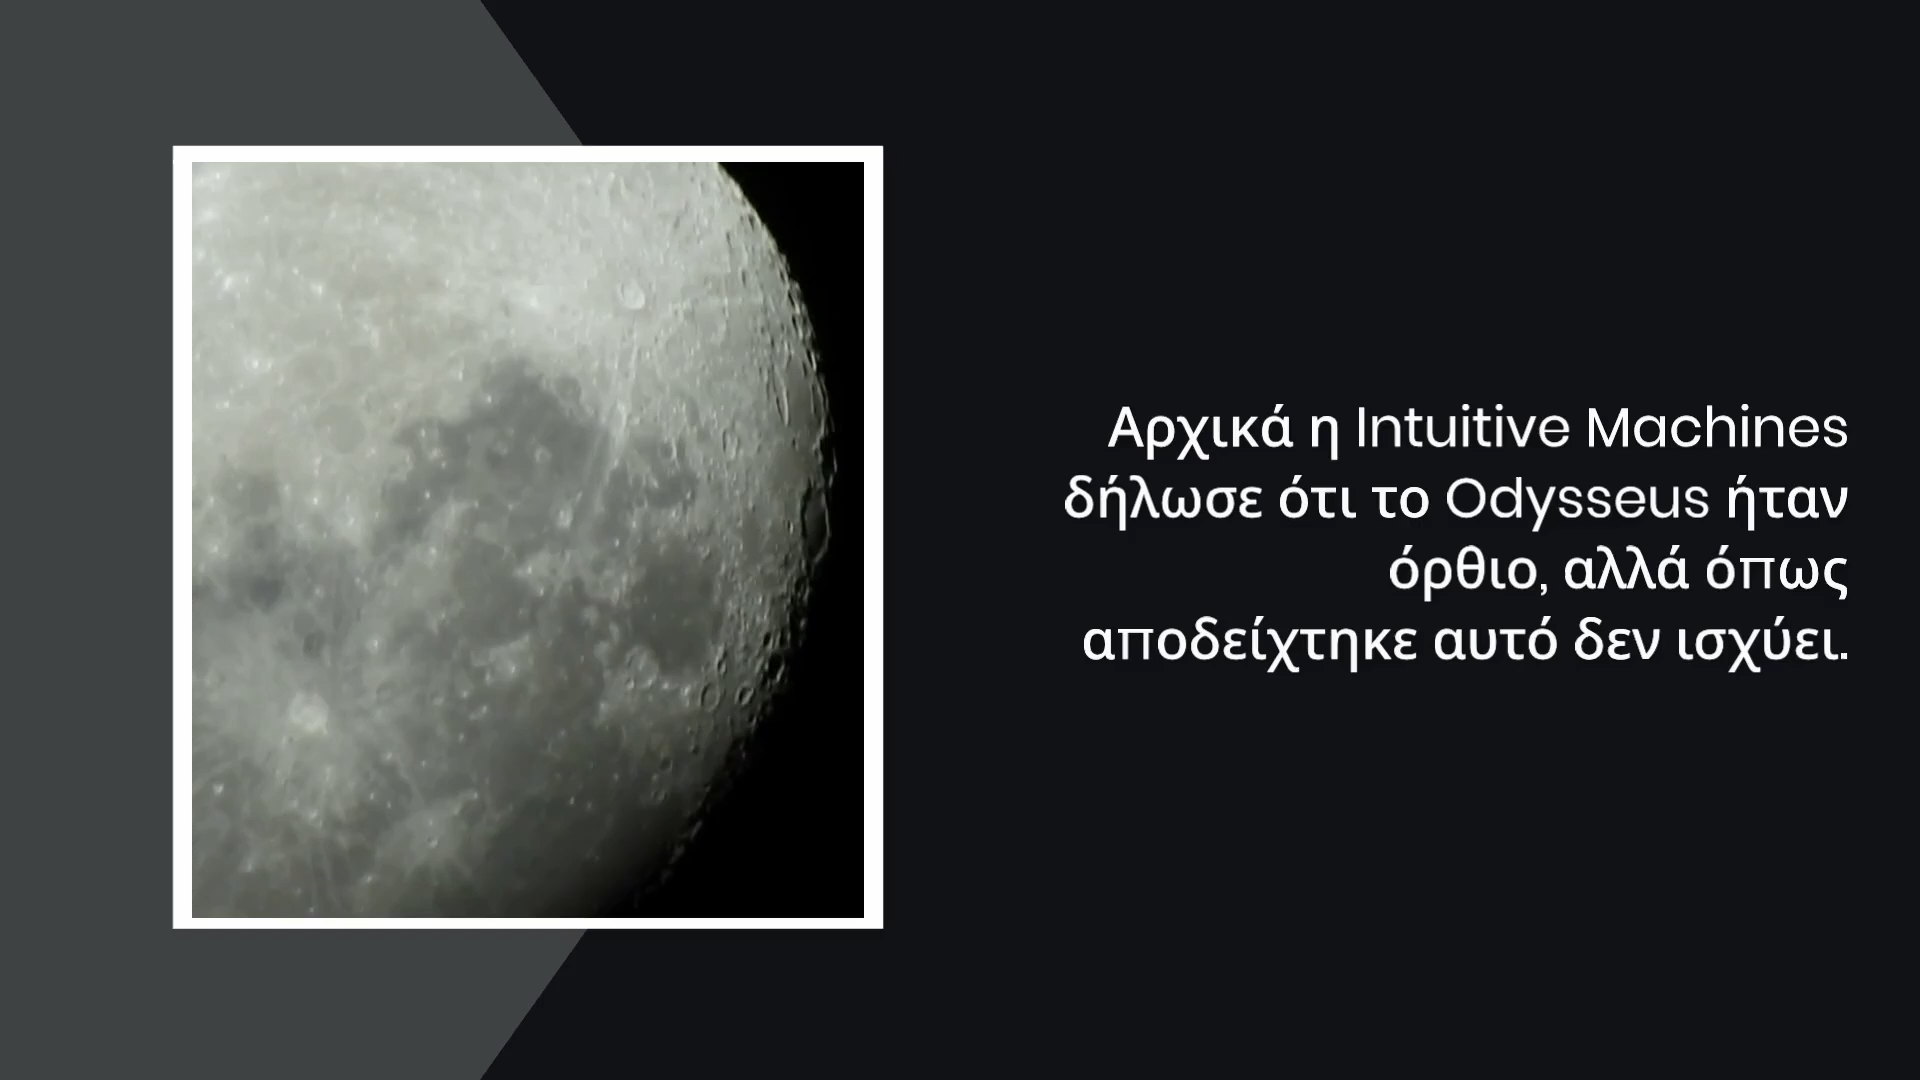 Αρχικά η Intuitive Machines
δήλωσε ότι το Odysseus ήταν
όρθιο, αλλά όπως
αποδείχτηκε αυτό δεν ισχύει.